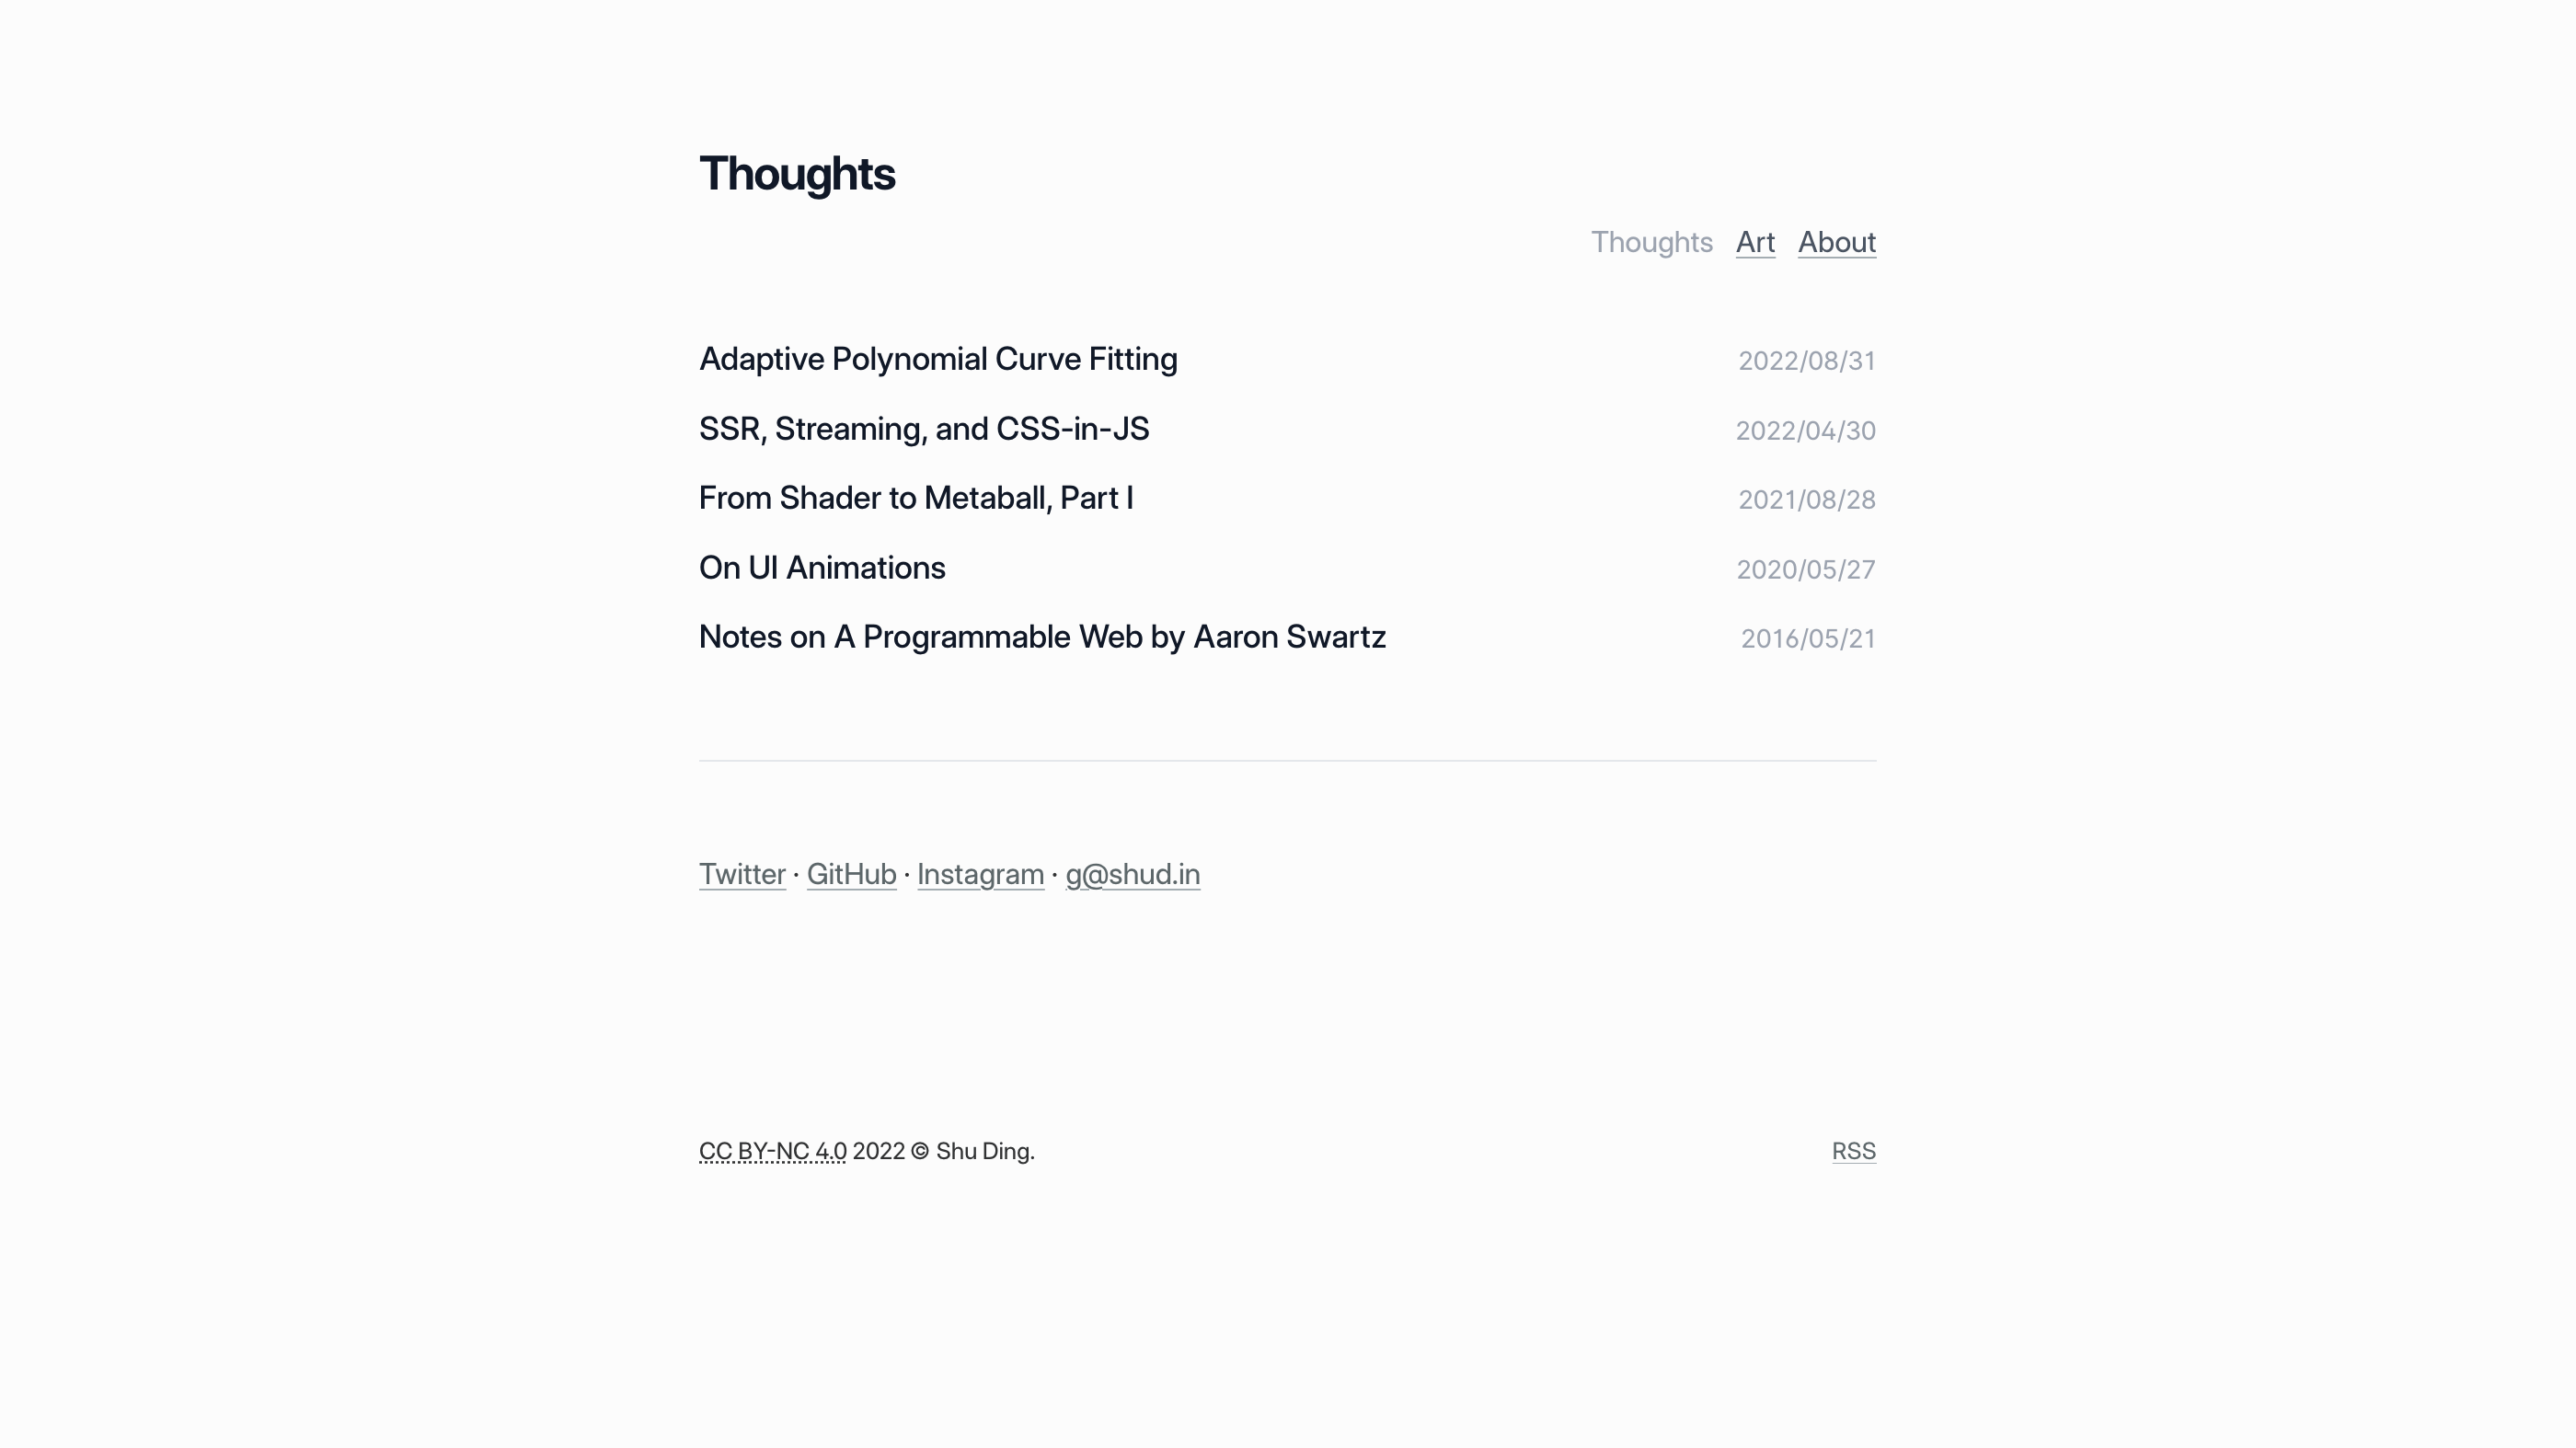 Thoughts
Thoughts Art About
Adaptive Polynomial Curve Fitting 2022/08/31
SSR, Streaming, and CSS-in-JS 2022/04/30
From Shader to Metaball, Part I 2021/08/28
On UI Animations 2020/05/27
Notes on A Programmable Web by Aaron Swartz 2016/05/21
Twitter · GitHub · Instagram · g@shud.in
CC BY-NC 4.0 2022 © Shu Ding. RSS